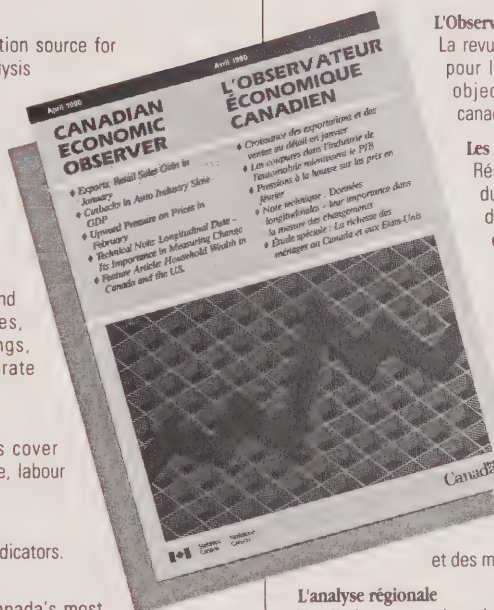 tion source for
ysis
nd
es,
ngs,
rate
s cover
e, labour
dicators.
anada's most
April 1990
CANADIAN
ECONOMIC
OBSERVER
♦ Exports, Retail Sales Gain in
January
♦ Cutbacks in Auto Industry Slow
GDP
♦ Upward Pressure on Prices in
February
♦ Technical Note: Longitudinal Data -
Its Importance in Measuring Change
♦ Feature Article: Household Wealth in
Canada and the U.S.
Avril 1990
L'OBSERVATEUR
ÉCONOMIQUE
CANADIEN
♦ Croissance des exportations et des
ventes au détail en janvier
♦ Les coupures dans l'industrie de
l'automobile ralentissent le PIB
♦ Pressions à la hausse sur les prix en
février
♦ Note technique : Données
longitudinales - leur importance dans
la mesure des changements
♦ Étude spéciale : La richesse des
ménages au Canada et aux États-Unis
Statistics Statistique
Canada Canada
Canada
L'Observ
La revu
pour l
objec
cana
Les
Rés
du
d
et des m
L'analyse régionale